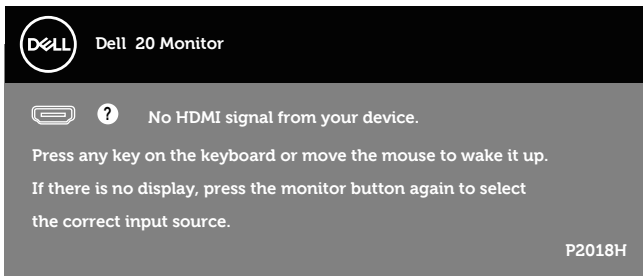 DELL
Dell 20 Monitor
? No HDMI signal from your device.
Press any key on the keyboard or move the mouse to wake it up.
If there is no display, press the monitor button again to select
the correct input source.
P2018H